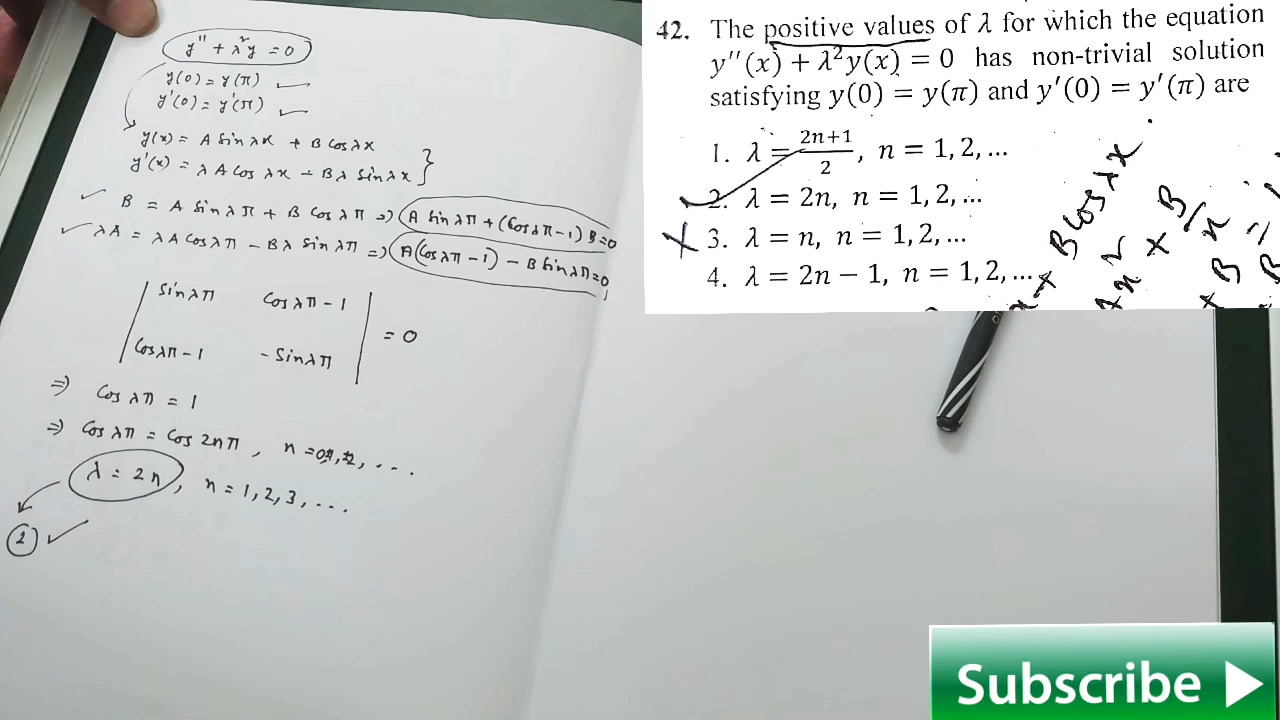 y'' + λ²y = 0
y(0) = y(π)
y'(0) = y'(π)
y(x) = A Sin λx + B Cos λx
y'(x) = λ A Cos λx - Bλ Sin λx }
B = A Sin λπ + B Cos λπ => A Sin λπ + (Cos λπ - 1) B = 0
λA = λ A Cos λπ - Bλ Sin λπ => A(Cos λπ - 1) - B Sin λπ = 0
| Sin λπ Cos λπ - 1 |
| Cos λπ - 1 - Sin λπ | = 0
=> Cos λπ = 1
=> Cos λπ = Cos 2nπ ,
λ = 2n , n = 1, 2, 3, ...
2
42. The positive values of λ for which the equation
y''(x) + λ²y(x) = 0 has non-trivial solution
satisfying y(0) = y(π) and y'(0) = y'(π) are
1. λ = (2n+1)/2, n = 1, 2, ...
2. λ = 2n, n = 1, 2, ...
3. λ = n, n = 1, 2, ...
4. λ = 2n − 1, n = 1, 2, ...
B Cos λx
Subscribe